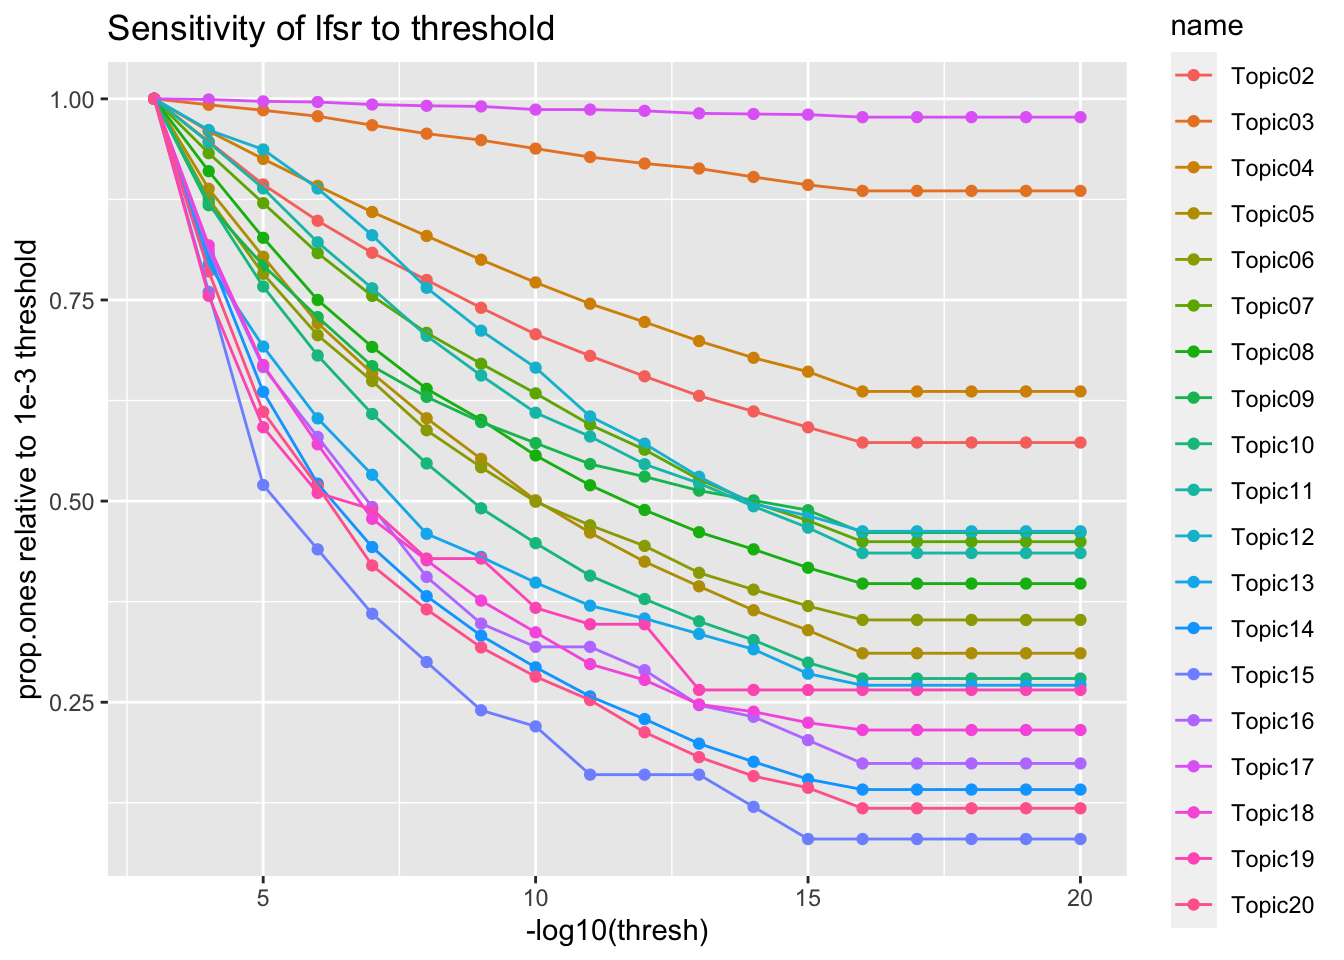 Sensitivity of lfsr to threshold
name
Topic02
Topic03
Topic04
Topic05
Topic06
Topic07
Topic08
Topic09
Topic10
Topic11
Topic12
Topic13
Topic14
Topic15
Topic16
Topic17
Topic18
Topic19
Topic20
prop.ones relative to 1e-3 threshold
1.00
0.75
0.50
0.25
5
10
15
20
-log10(thresh)